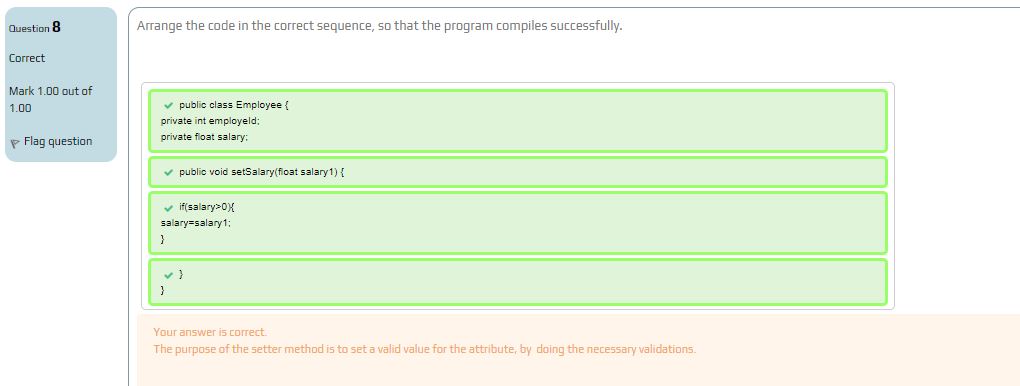 Question 8
Correct
Mark 1.00 out of
1.00
Flag question
Arrange the code in the correct sequence, so that the program compiles successfully.
public class Employee {
private int employeeId;
private float salary;
public void setSalary(float salary1) {
if(salary>0){
salary=salary1;
}
}
}
Your answer is correct.
The purpose of the setter method is to set a valid value for the attribute, by doing the necessary validations.